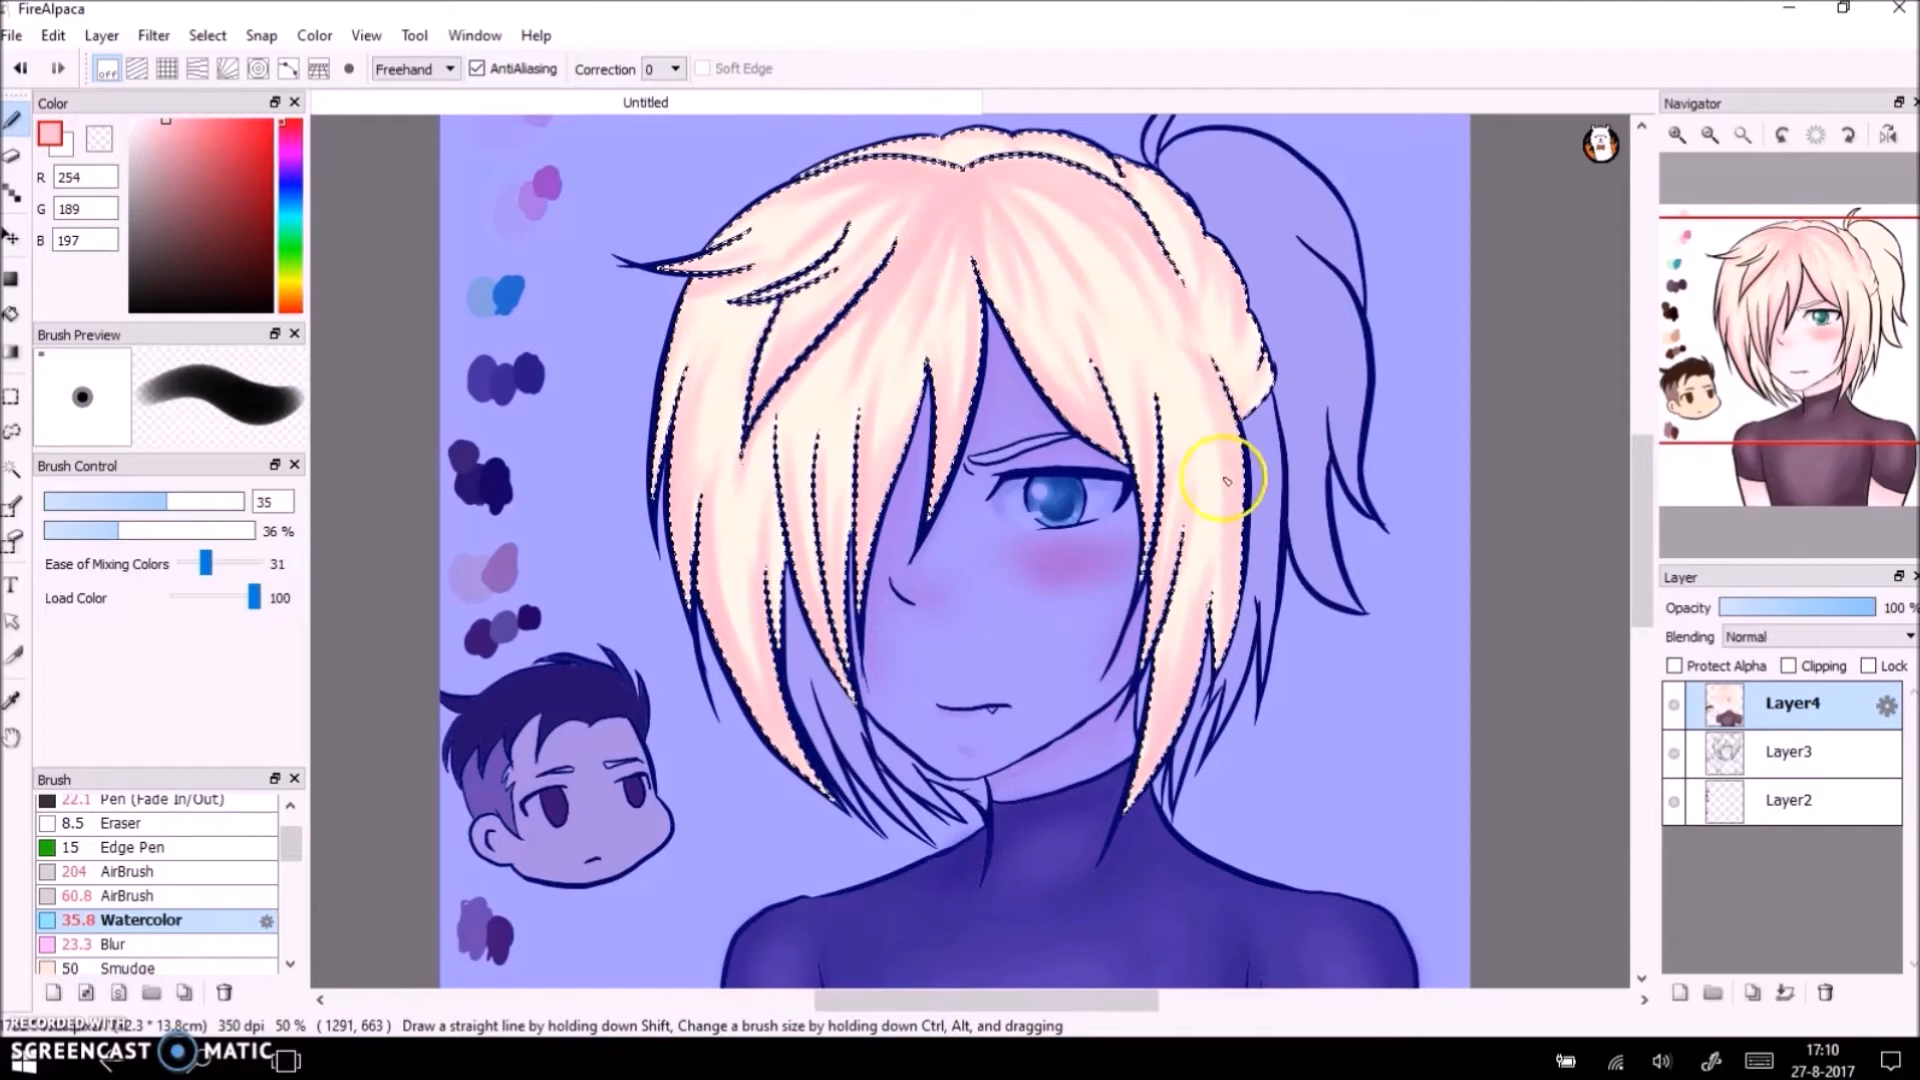 FireAlpaca
File Edit Layer Filter Select Snap Color View Tool Window Help
off Freehand AntiAliasing Correction 0 Soft Edge
Color
Untitled
Navigator
R 254
G 189
B 197
Brush Preview
Brush Control
35
36 %
Ease of Mixing Colors 31
Load Color 100
Layer
Opacity 100 %
Blending Normal
Protect Alpha Clipping Lock
Layer4
Layer3
Layer2
Brush
22.1 Pen (Fade In/Out)
8.5 Eraser
15 Edge Pen
204 AirBrush
60.8 AirBrush
35.8 Watercolor
23.3 Blur
50 Smudge
350 dpi 50 % ( 1291, 663 ) Draw a straight line by holding down Shift, Change a brush size by holding down Ctrl, Alt, and dragging
RECORDED WITH
SCREENCAST MATIC
17:10
27-8-2017